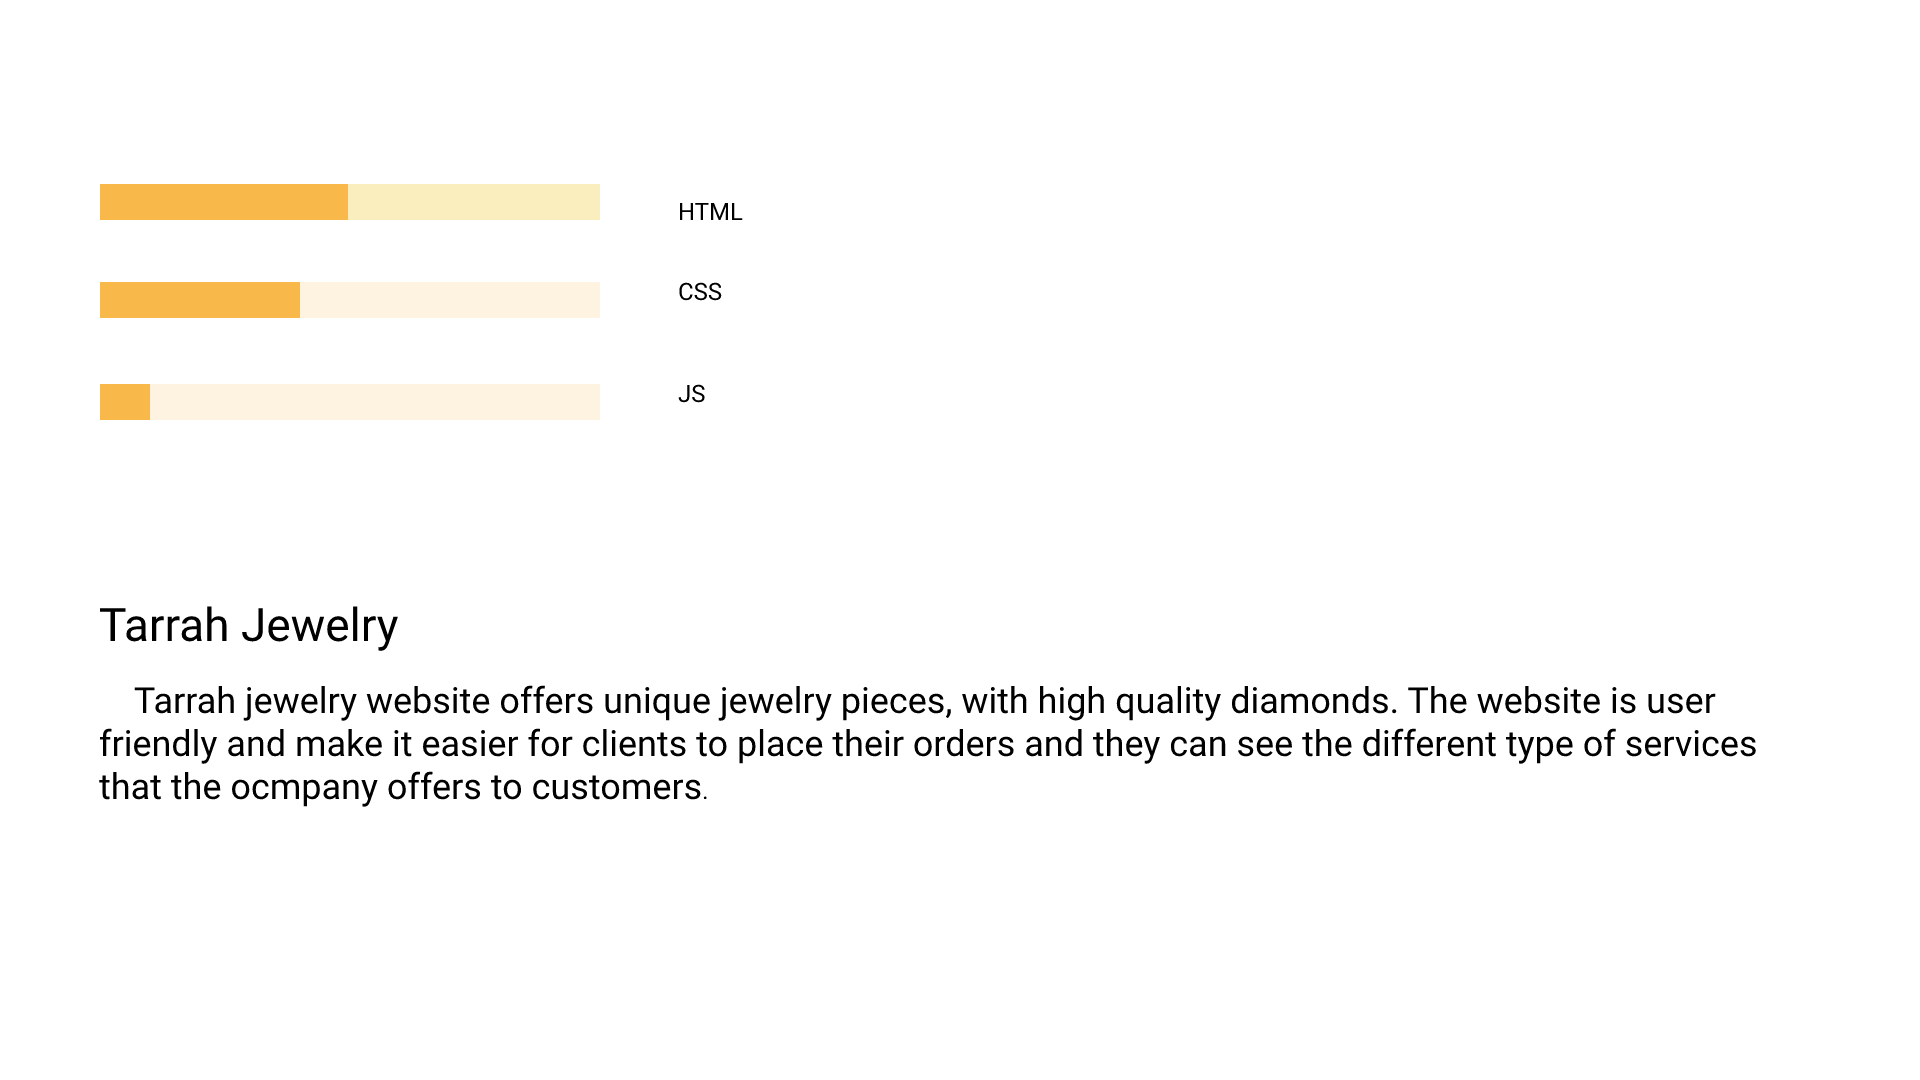 HTML
CSS
JS
Tarrah Jewelry
Tarrah jewelry website offers unique jewelry pieces, with high quality diamonds. The website is user
friendly and make it easier for clients to place their orders and they can see the different type of services
that the ocmpany offers to customers.